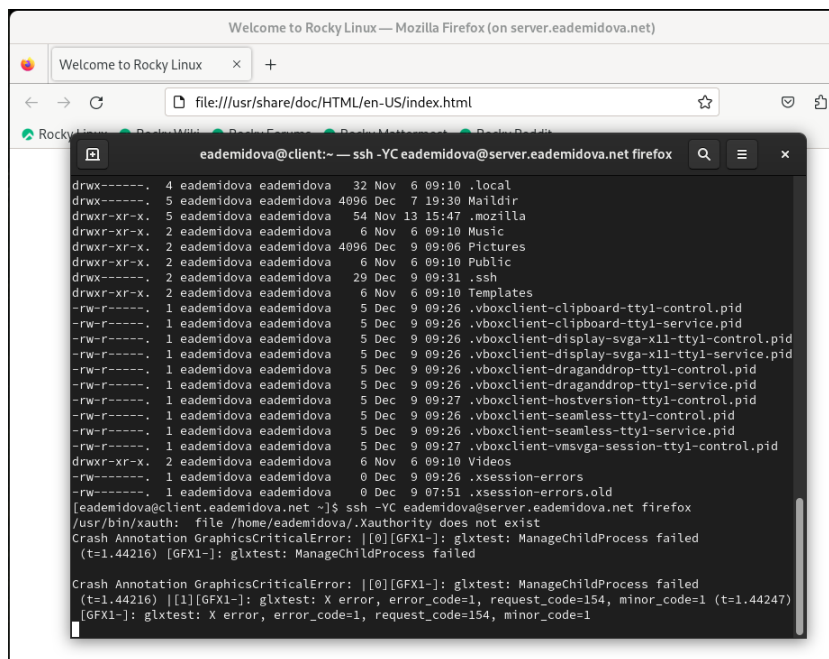 Welcome to Rocky Linux — Mozilla Firefox (on server.eademidova.net)
Welcome to Rocky Linux × +
file:///usr/share/doc/HTML/en-US/index.html
Rocky Linux Rocky Wiki Rocky Forums Rocky Mattermost Rocky Reddit
eademidova@client:~ — ssh -YC eademidova@server.eademidova.net firefox
drwx------. 4 eademidova eademidova 32 Nov 6 09:10 .local
drwx------. 5 eademidova eademidova 4096 Dec 7 19:30 Maildir
drwxr-xr-x. 5 eademidova eademidova 54 Nov 13 15:47 .mozilla
drwxr-xr-x. 2 eademidova eademidova 6 Nov 6 09:10 Music
drwxr-xr-x. 2 eademidova eademidova 4096 Dec 9 09:06 Pictures
drwxr-xr-x. 2 eademidova eademidova 6 Nov 6 09:10 Public
drwx------. 2 eademidova eademidova 29 Dec 9 09:31 .ssh
drwxr-xr-x. 2 eademidova eademidova 6 Nov 6 09:10 Templates
-rw-r-----. 1 eademidova eademidova 5 Dec 9 09:26 .vboxclient-clipboard-tty1-control.pid
-rw-r-----. 1 eademidova eademidova 5 Dec 9 09:26 .vboxclient-clipboard-tty1-service.pid
-rw-r-----. 1 eademidova eademidova 5 Dec 9 09:26 .vboxclient-display-svga-x11-tty1-control.pid
-rw-r-----. 1 eademidova eademidova 5 Dec 9 09:26 .vboxclient-display-svga-x11-tty1-service.pid
-rw-r-----. 1 eademidova eademidova 5 Dec 9 09:26 .vboxclient-draganddrop-tty1-control.pid
-rw-r-----. 1 eademidova eademidova 5 Dec 9 09:26 .vboxclient-draganddrop-tty1-service.pid
-rw-r-----. 1 eademidova eademidova 5 Dec 9 09:27 .vboxclient-hostversion-tty1-control.pid
-rw-r-----. 1 eademidova eademidova 5 Dec 9 09:26 .vboxclient-seamless-tty1-control.pid
-rw-r-----. 1 eademidova eademidova 5 Dec 9 09:26 .vboxclient-seamless-tty1-service.pid
-rw-r-----. 1 eademidova eademidova 5 Dec 9 09:27 .vboxclient-vmsvga-session-tty1-control.pid
drwxr-xr-x. 2 eademidova eademidova 6 Nov 6 09:10 Videos
-rw-------. 1 eademidova eademidova 0 Dec 9 09:26 .xsession-errors
-rw-------. 1 eademidova eademidova 0 Dec 9 07:51 .xsession-errors.old
[eademidova@client.eademidova.net ~]$ ssh -YC eademidova@server.eademidova.net firefox
/usr/bin/xauth: file /home/eademidova/.Xauthority does not exist
Crash Annotation GraphicsCriticalError: |[0][GFX1-]: glxtest: ManageChildProcess failed
(t=1.44216) [GFX1-]: glxtest: ManageChildProcess failed
Crash Annotation GraphicsCriticalError: |[0][GFX1-]: glxtest: ManageChildProcess failed
(t=1.44216) |[1][GFX1-]: glxtest: X error, error_code=1, request_code=154, minor_code=1 (t=1.44247)
[GFX1-]: glxtest: X error, error_code=1, request_code=154, minor_code=1